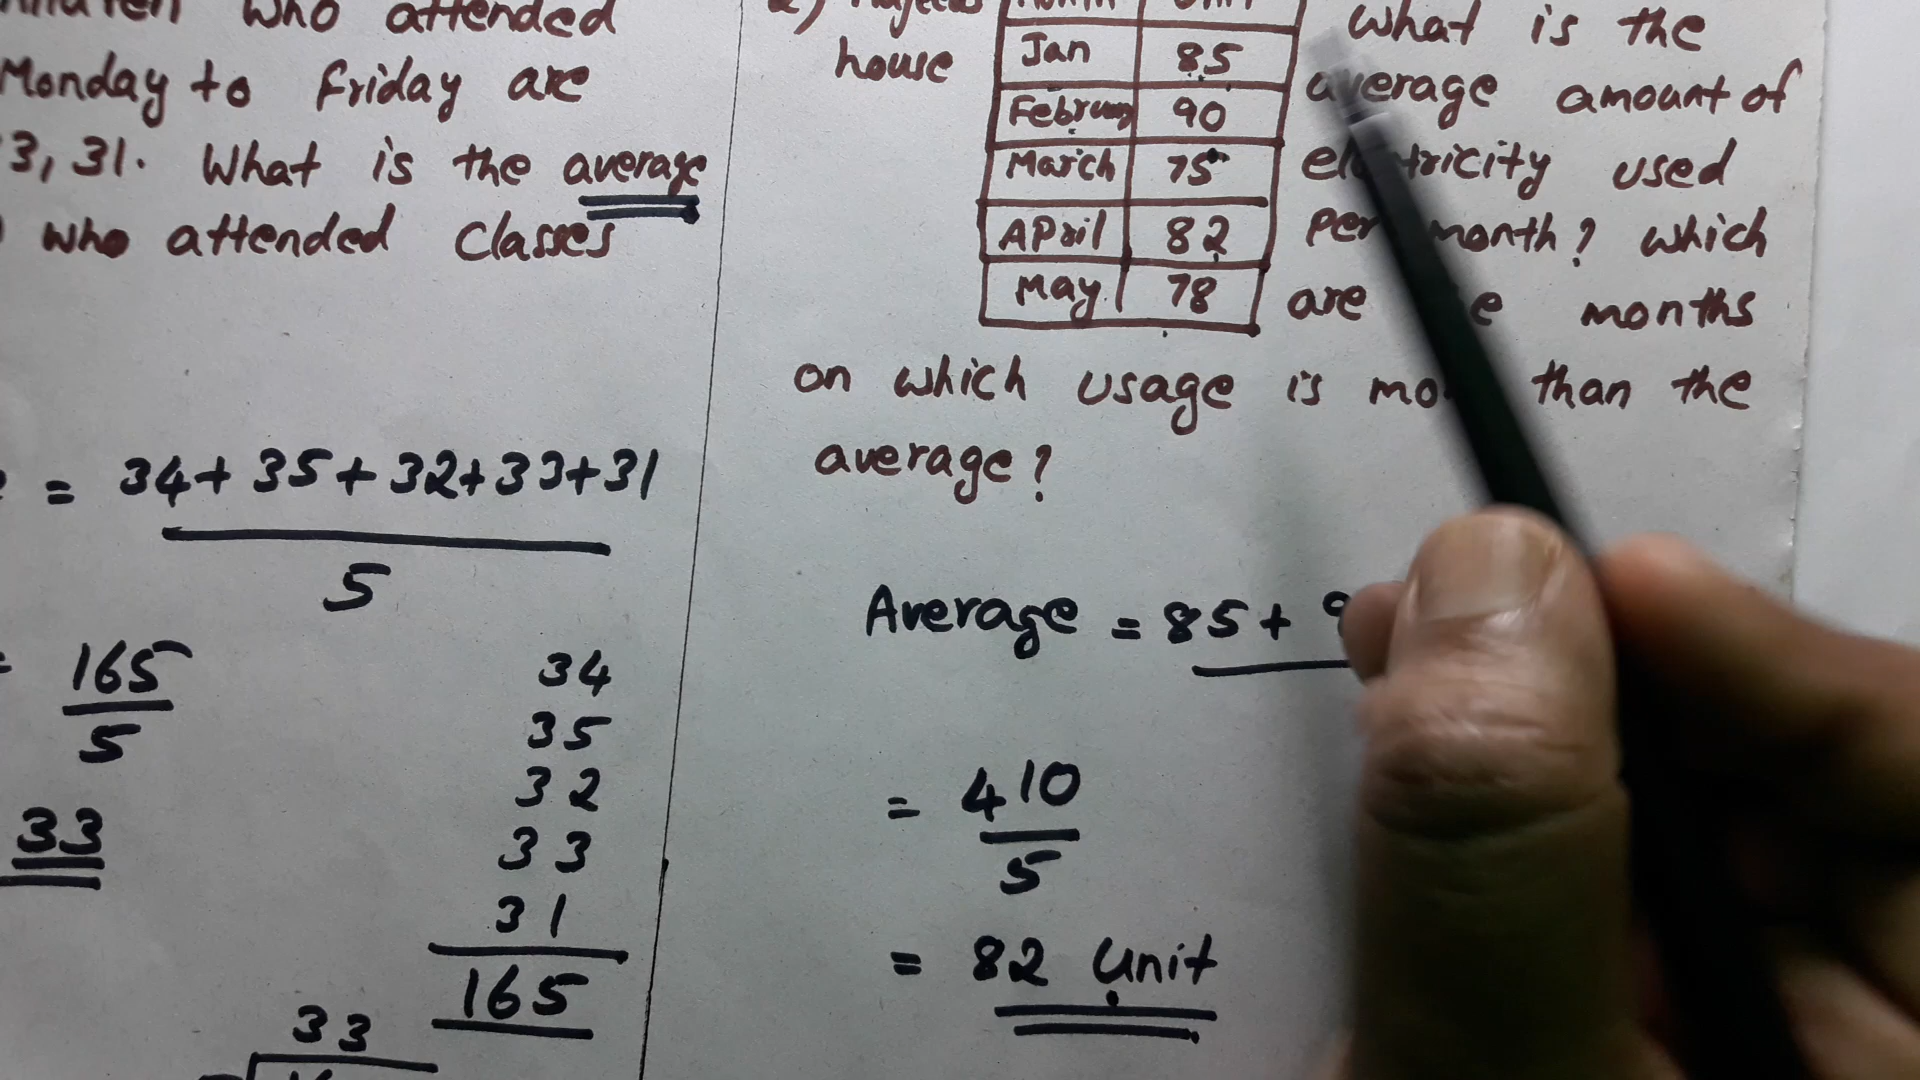 who attended
Monday to Friday are
3, 31. What is the average
who attended Classes
= 34+ 35+32+33+31
5
= 165
5
33
34
35
32
33
31
165
33
2)
house
Month Unit
Jan 85
February 90
March 75
April 82
May 78
What is the
average amount of
electricity used
Per month? which
are the months
on which usage is more than the
average?
Average = 85+
= 410
5
= 82 Unit